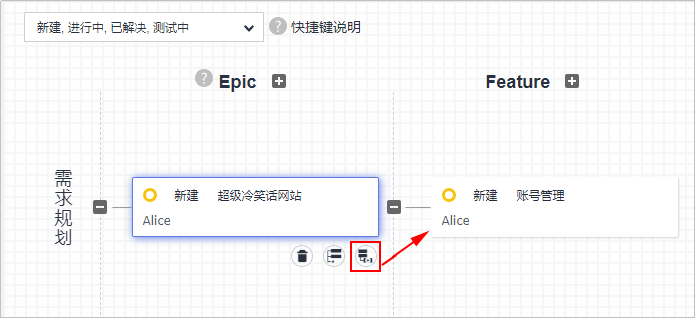 新建, 进行中, 已解决, 测试中
? 快捷键说明
? Epic
Feature
需求规划
新建 超级冷笑话网站
Alice
新建 账号管理
Alice